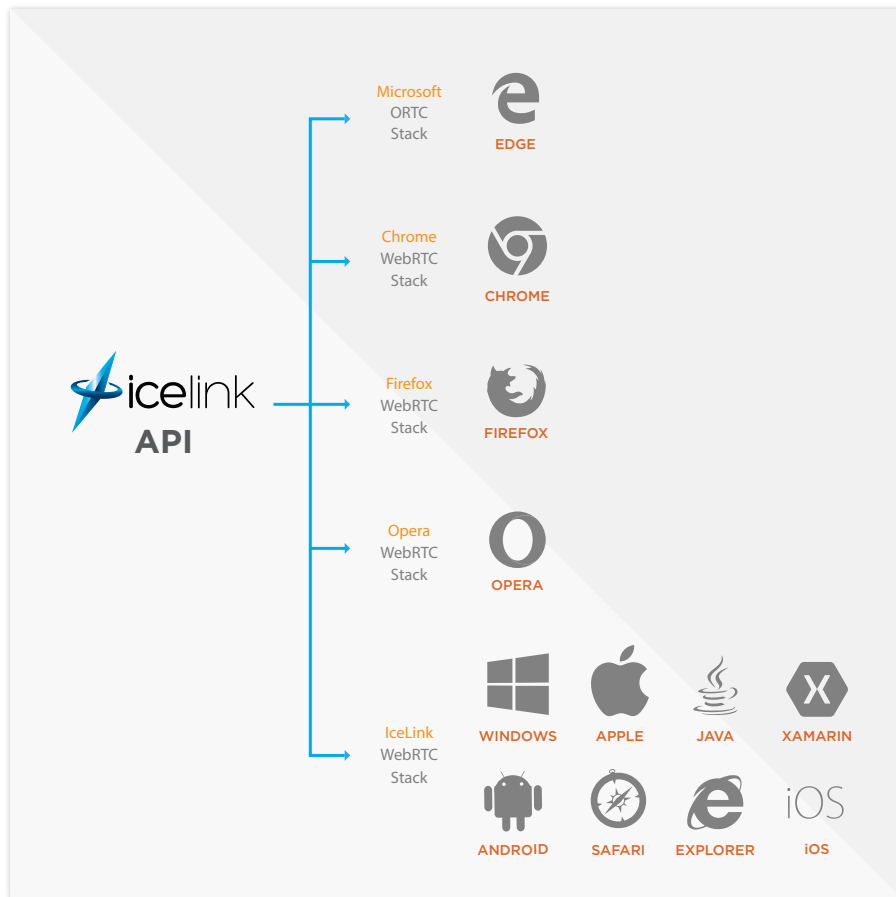 Microsoft
ORTC
Stack
EDGE
Chrome
WebRTC
Stack
CHROME
icelink
API
Firefox
WebRTC
Stack
FIREFOX
Opera
WebRTC
Stack
OPERA
IceLink
WebRTC
Stack
X
WINDOWS APPLE JAVA XAMARIN
iOS
ANDROID SAFARI EXPLORER iOS